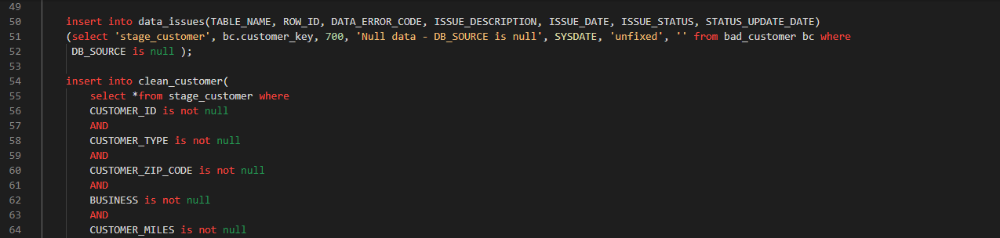 49
50 insert into data_issues(TABLE_NAME, ROW_ID, DATA_ERROR_CODE, ISSUE_DESCRIPTION, ISSUE_DATE, ISSUE_STATUS, STATUS_UPDATE_DATE)
51 (select 'stage_customer', bc.customer_key, 700, 'Null data - DB_SOURCE is null', SYSDATE, 'unfixed', '' from bad_customer bc where
52 DB_SOURCE is null );
53
54 insert into clean_customer(
55 select *from stage_customer where
56 CUSTOMER_ID is not null
57 AND
58 CUSTOMER_TYPE is not null
59 AND
60 CUSTOMER_ZIP_CODE is not null
61 AND
62 BUSINESS is not null
63 AND
64 CUSTOMER_MILES is not null